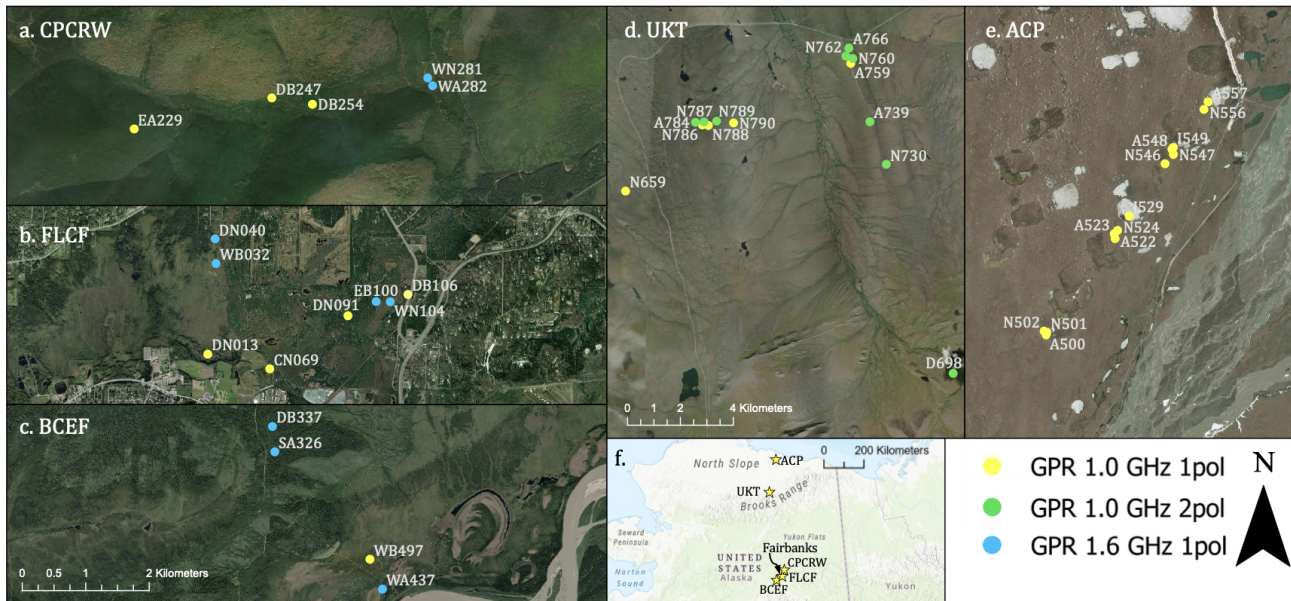 a. CPCRW
WN281
WA282
DB247
DB254
EA229
b. FLCF
DN040
WB032
EB100
DB106
DN091
WN104
DN013
CN069
c. BCEF
DB337
SA326
WB497
WA437
0 0.5 1 2 Kilometers
d. UKT
A766
N762
N760
A759
N787 N789
A784
N790
N786
N788
A739
N730
N659
D698
0 1 2 4 Kilometers
e. ACP
A557
N556
A548 I549
N546 N547
I529
A523 N524
A522
N502 N501
A500
f.
0 200 Kilometers
North Slope
ACP
UKT
Brooks Range
Seward
Peninsula
Yukon Flats
Fairbanks
UNITED
STATES
CPCRW
Norton
Sound
Alaska
FLCF
BCEF
Yukon
GPR 1.0 GHz 1pol
GPR 1.0 GHz 2pol
GPR 1.6 GHz 1pol
N